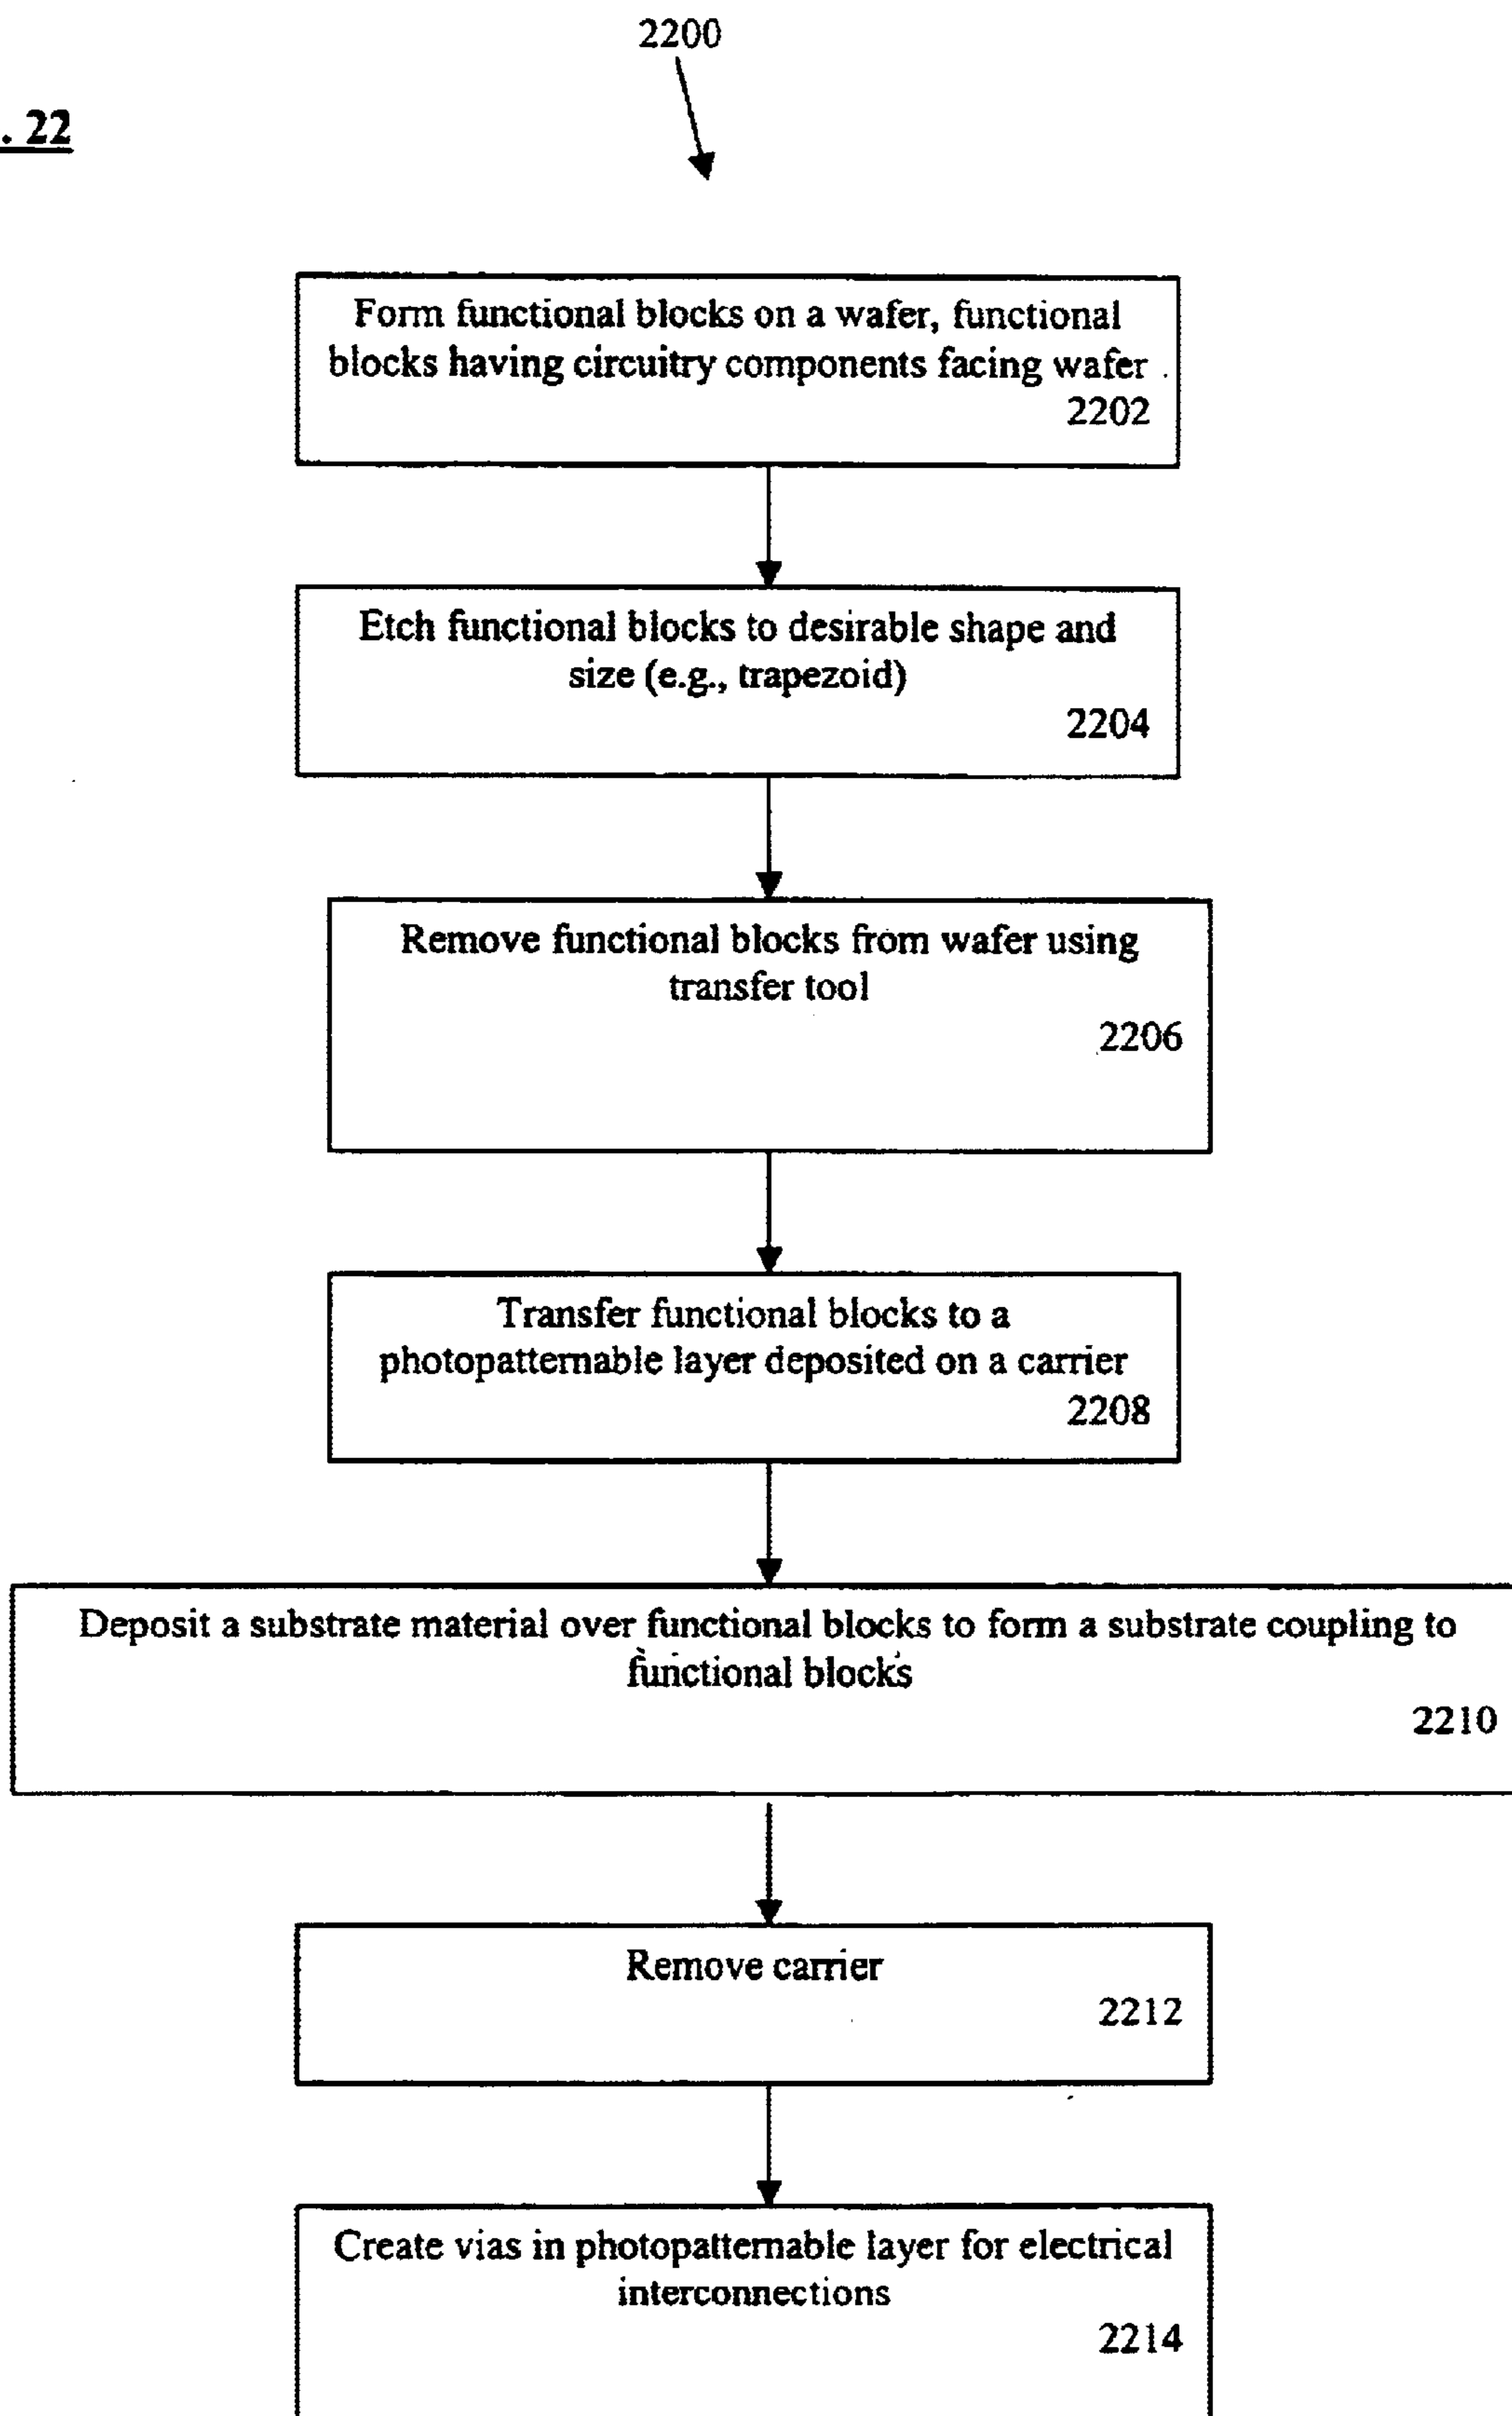 2200
. 22
Form functional blocks on a wafer, functional
blocks having circuitry components facing wafer
2202
Etch functional blocks to desirable shape and
size (e.g., trapezoid)
2204
Remove functional blocks from wafer using
transfer tool
2206
Transfer functional blocks to a
photopatternable layer deposited on a carrier
2208
Deposit a substrate material over functional blocks to form a substrate coupling to
functional blocks
2210
Remove carrier
2212
Create vias in photopatternable layer for electrical
interconnections
2214